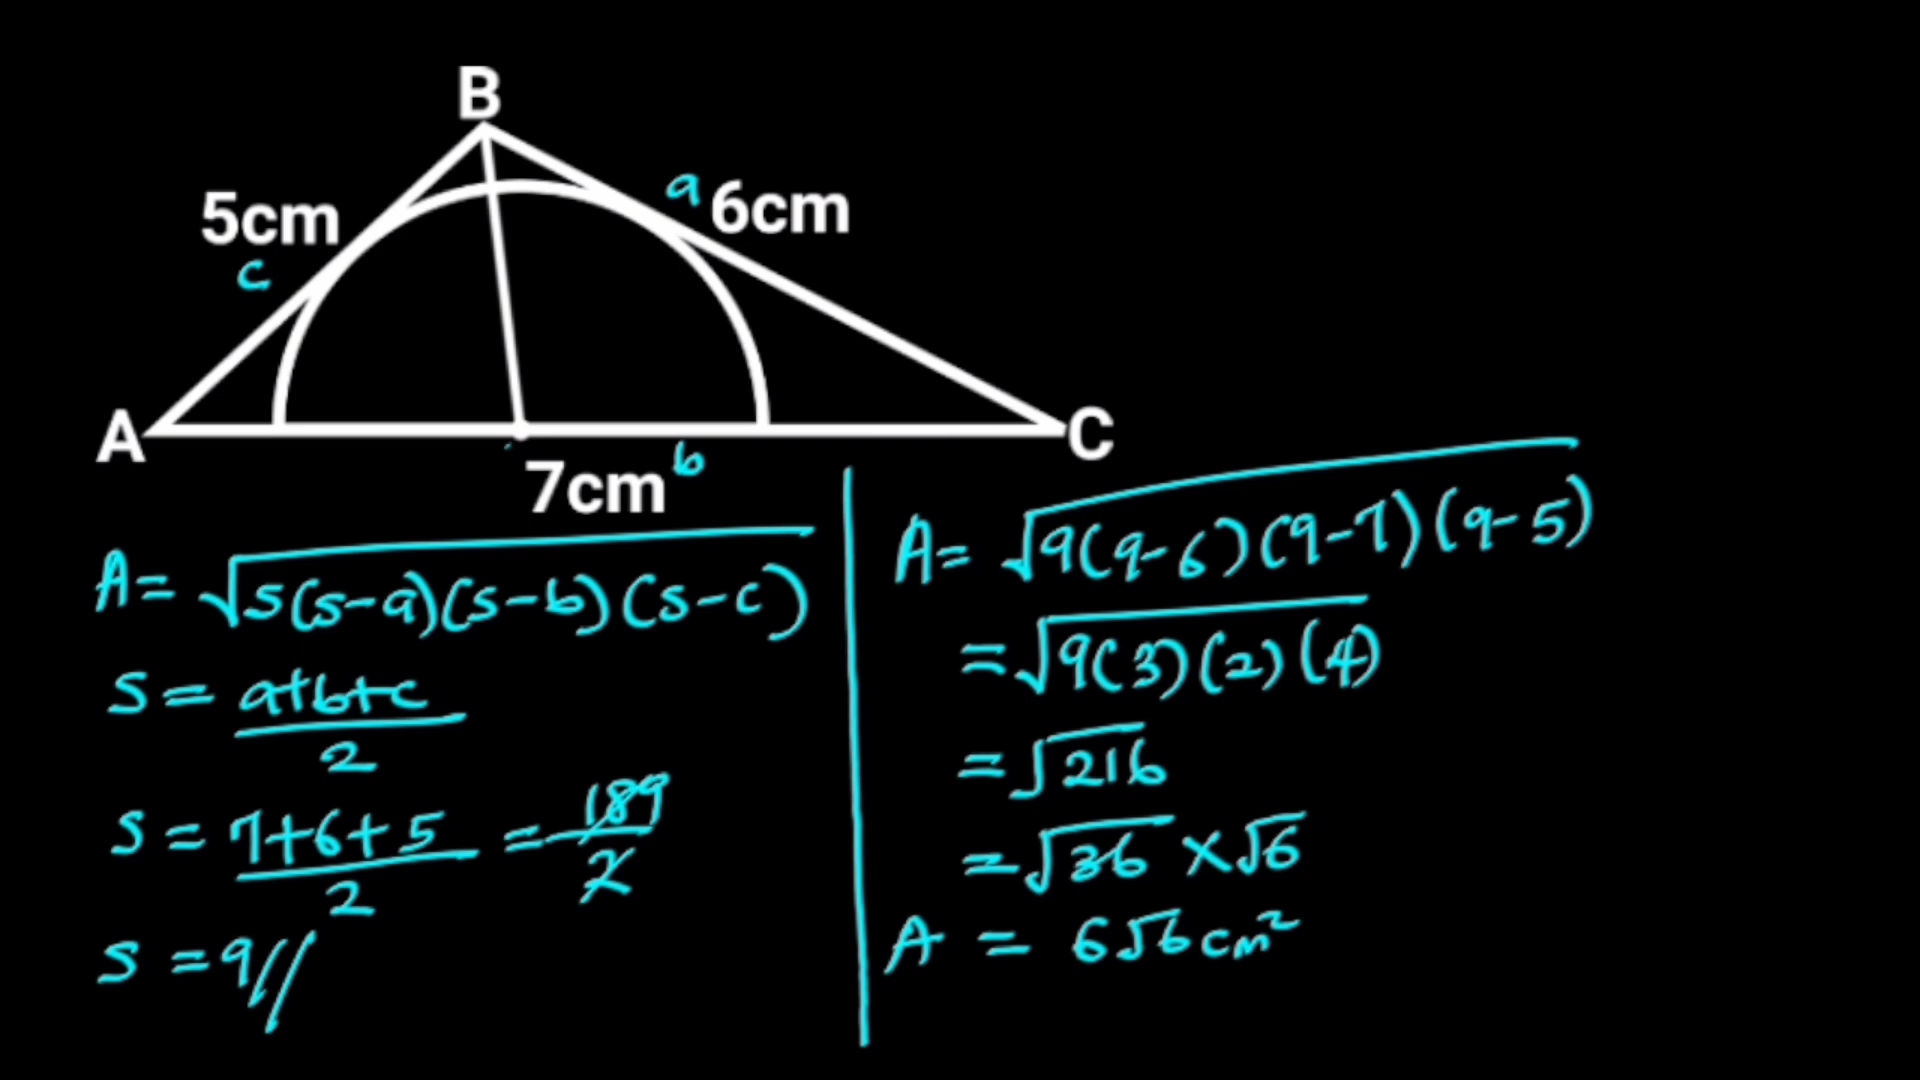 B
5cm
c
a 6cm
A
C
7cm b
A = √s(s-a)(s-b)(s-c)
s = a+b+c / 2
s = 7+6+5 / 2 = 18 9 / 2
s = 9//
A = √9(9-6)(9-7)(9-5)
= √9(3)(2)(4)
= √216
= √36 × √6
A = 6√6 cm²